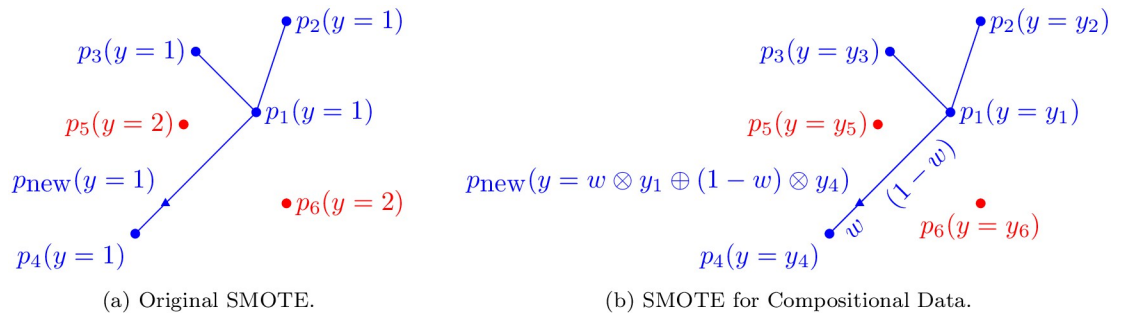 p₂(y = 1)
p₃(y = 1)
p₁(y = 1)
p₅(y = 2)
pnew(y = 1)
p₆(y = 2)
p₄(y = 1)
(a) Original SMOTE.
p₂(y = y₂)
p₃(y = y₃)
p₁(y = y₁)
p₅(y = y₅)
pnew(y = w ⊗ y₁ ⊕ (1 − w) ⊗ y₄)
(1 − w)
w
p₆(y = y₆)
p₄(y = y₄)
(b) SMOTE for Compositional Data.